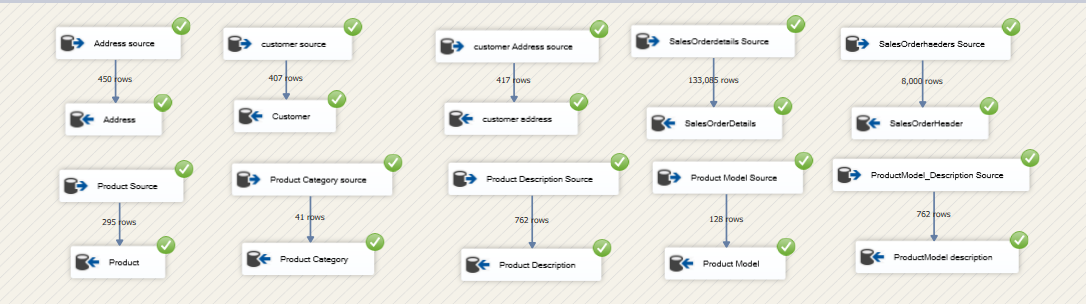 Address source
customer source
customer Address source
SalesOrderdetails Source
SalesOrderhaeders Source
450 rows
407 rows
417 rows
133,085 rows
8,000 rows
Address
Customer
customer address
SalesOrderDetails
SalesOrderHeader
Product Source
Product Category source
Product Description Source
Product Model Source
ProductModel_Description Source
295 rows
41 rows
762 rows
128 rows
762 rows
Product
Product Category
Product Description
Product Model
ProductModel description